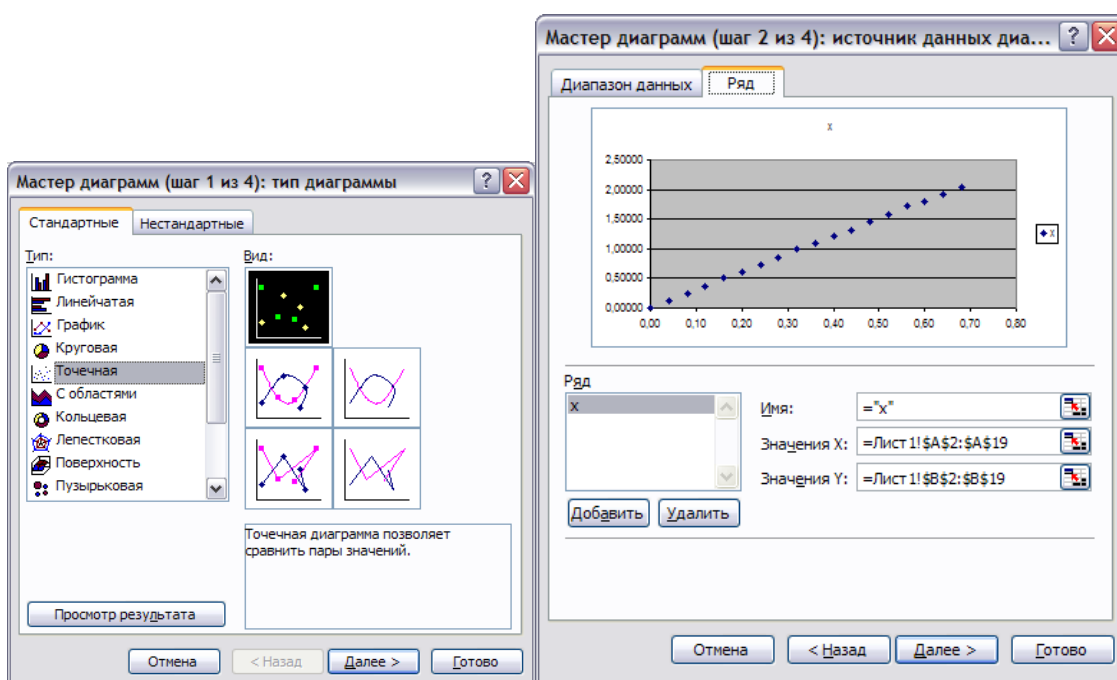 Мастер диаграмм (шаг 1 из 4): тип диаграммы
Стандартные
Нестандартные
Тип:
Гистограмма
Линейчатая
График
Круговая
Точечная
С областями
Кольцевая
Лепестковая
Поверхность
Пузырьковая
Вид:
Точечная диаграмма позволяет
сравнить пары значений.
Просмотр результата
Отмена
< Назад
Далее >
Готово
Мастер диаграмм (шаг 2 из 4): источник данных диа...
Диапазон данных
Ряд
x
2,50000
2,00000
1,50000
1,00000
0,50000
0,00000
0,00 0,10 0,20 0,30 0,40 0,50 0,60 0,70 0,80
x
Ряд
x
Имя: ="x"
Значения X: =Лист1!$A$2:$A$19
Значения Y: =Лист1!$B$2:$B$19
Добавить
Удалить
Отмена
< Назад
Далее >
Готово